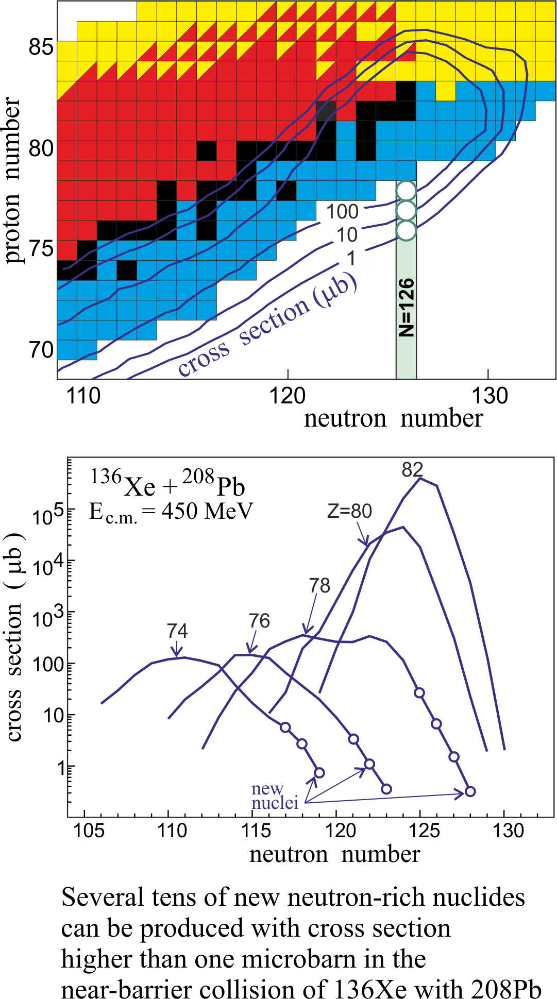 85
80
75
70
proton number
100
10
1
cross section (μb)
N=126
110 120 130
neutron number
136Xe + 208Pb
E c.m. = 450 MeV
82
Z=80
78
76
74
10^5
10^4
10^3
100
10
1
cross section ( μb )
new
nuclei
105 110 115 120 125 130
neutron number
Several tens of new neutron-rich nuclides
can be produced with cross section
higher than one microbarn in the
near-barrier collision of 136Xe with 208Pb